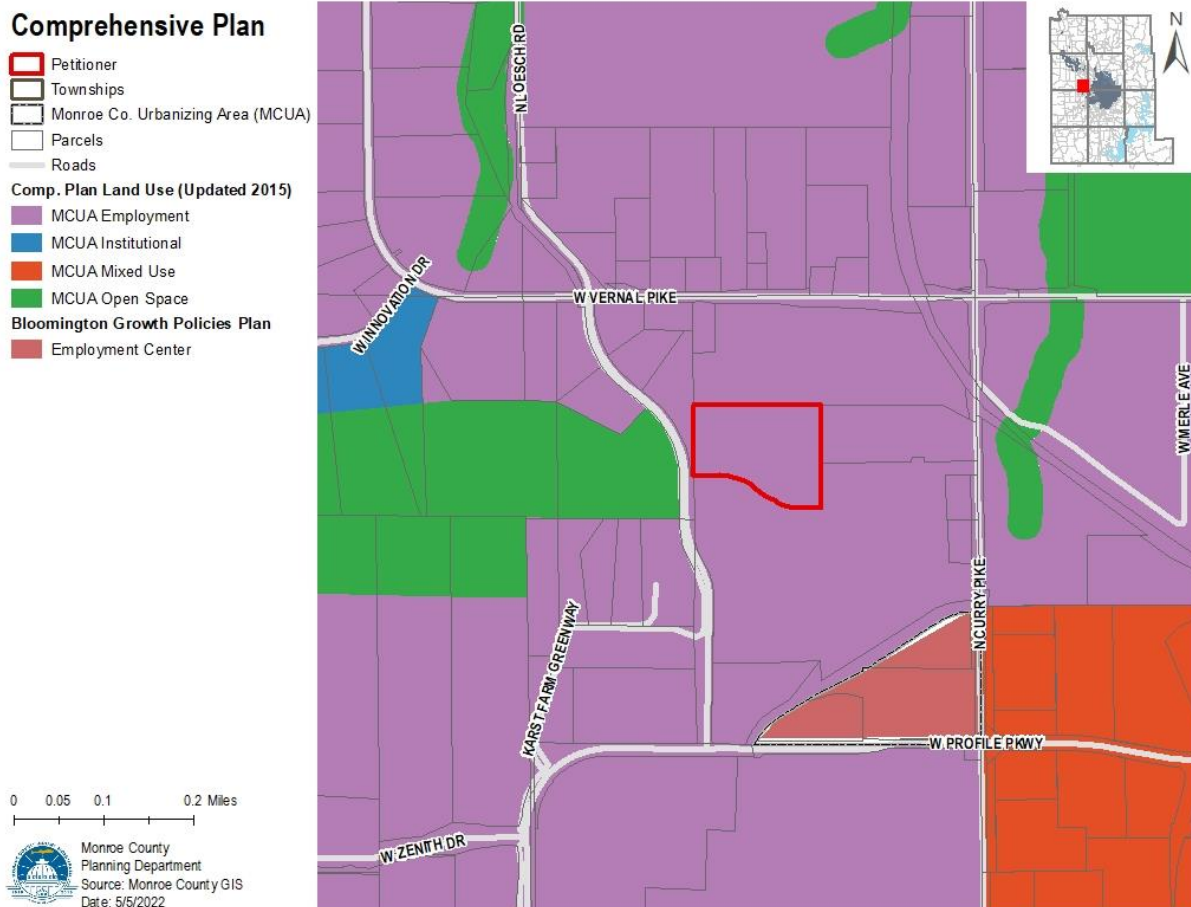 Comprehensive Plan
Petitioner
Townships
Monroe Co. Urbanizing Area (MCUA)
Parcels
Roads
Comp. Plan Land Use (Updated 2015)
MCUA Employment
MCUA Institutional
MCUA Mixed Use
MCUA Open Space
Bloomington Growth Policies Plan
Employment Center
0 0.05 0.1 0.2 Miles
Monroe County
Planning Department
Source: Monroe County GIS
Date: 5/5/2022
N
N LOESCH RD
W VERNAL PIKE
W INNOVATION DR
W MERLE AVE
N CURRY PIKE
KARST FARM GREENWAY
W PROFILE PKWY
W ZENITH DR